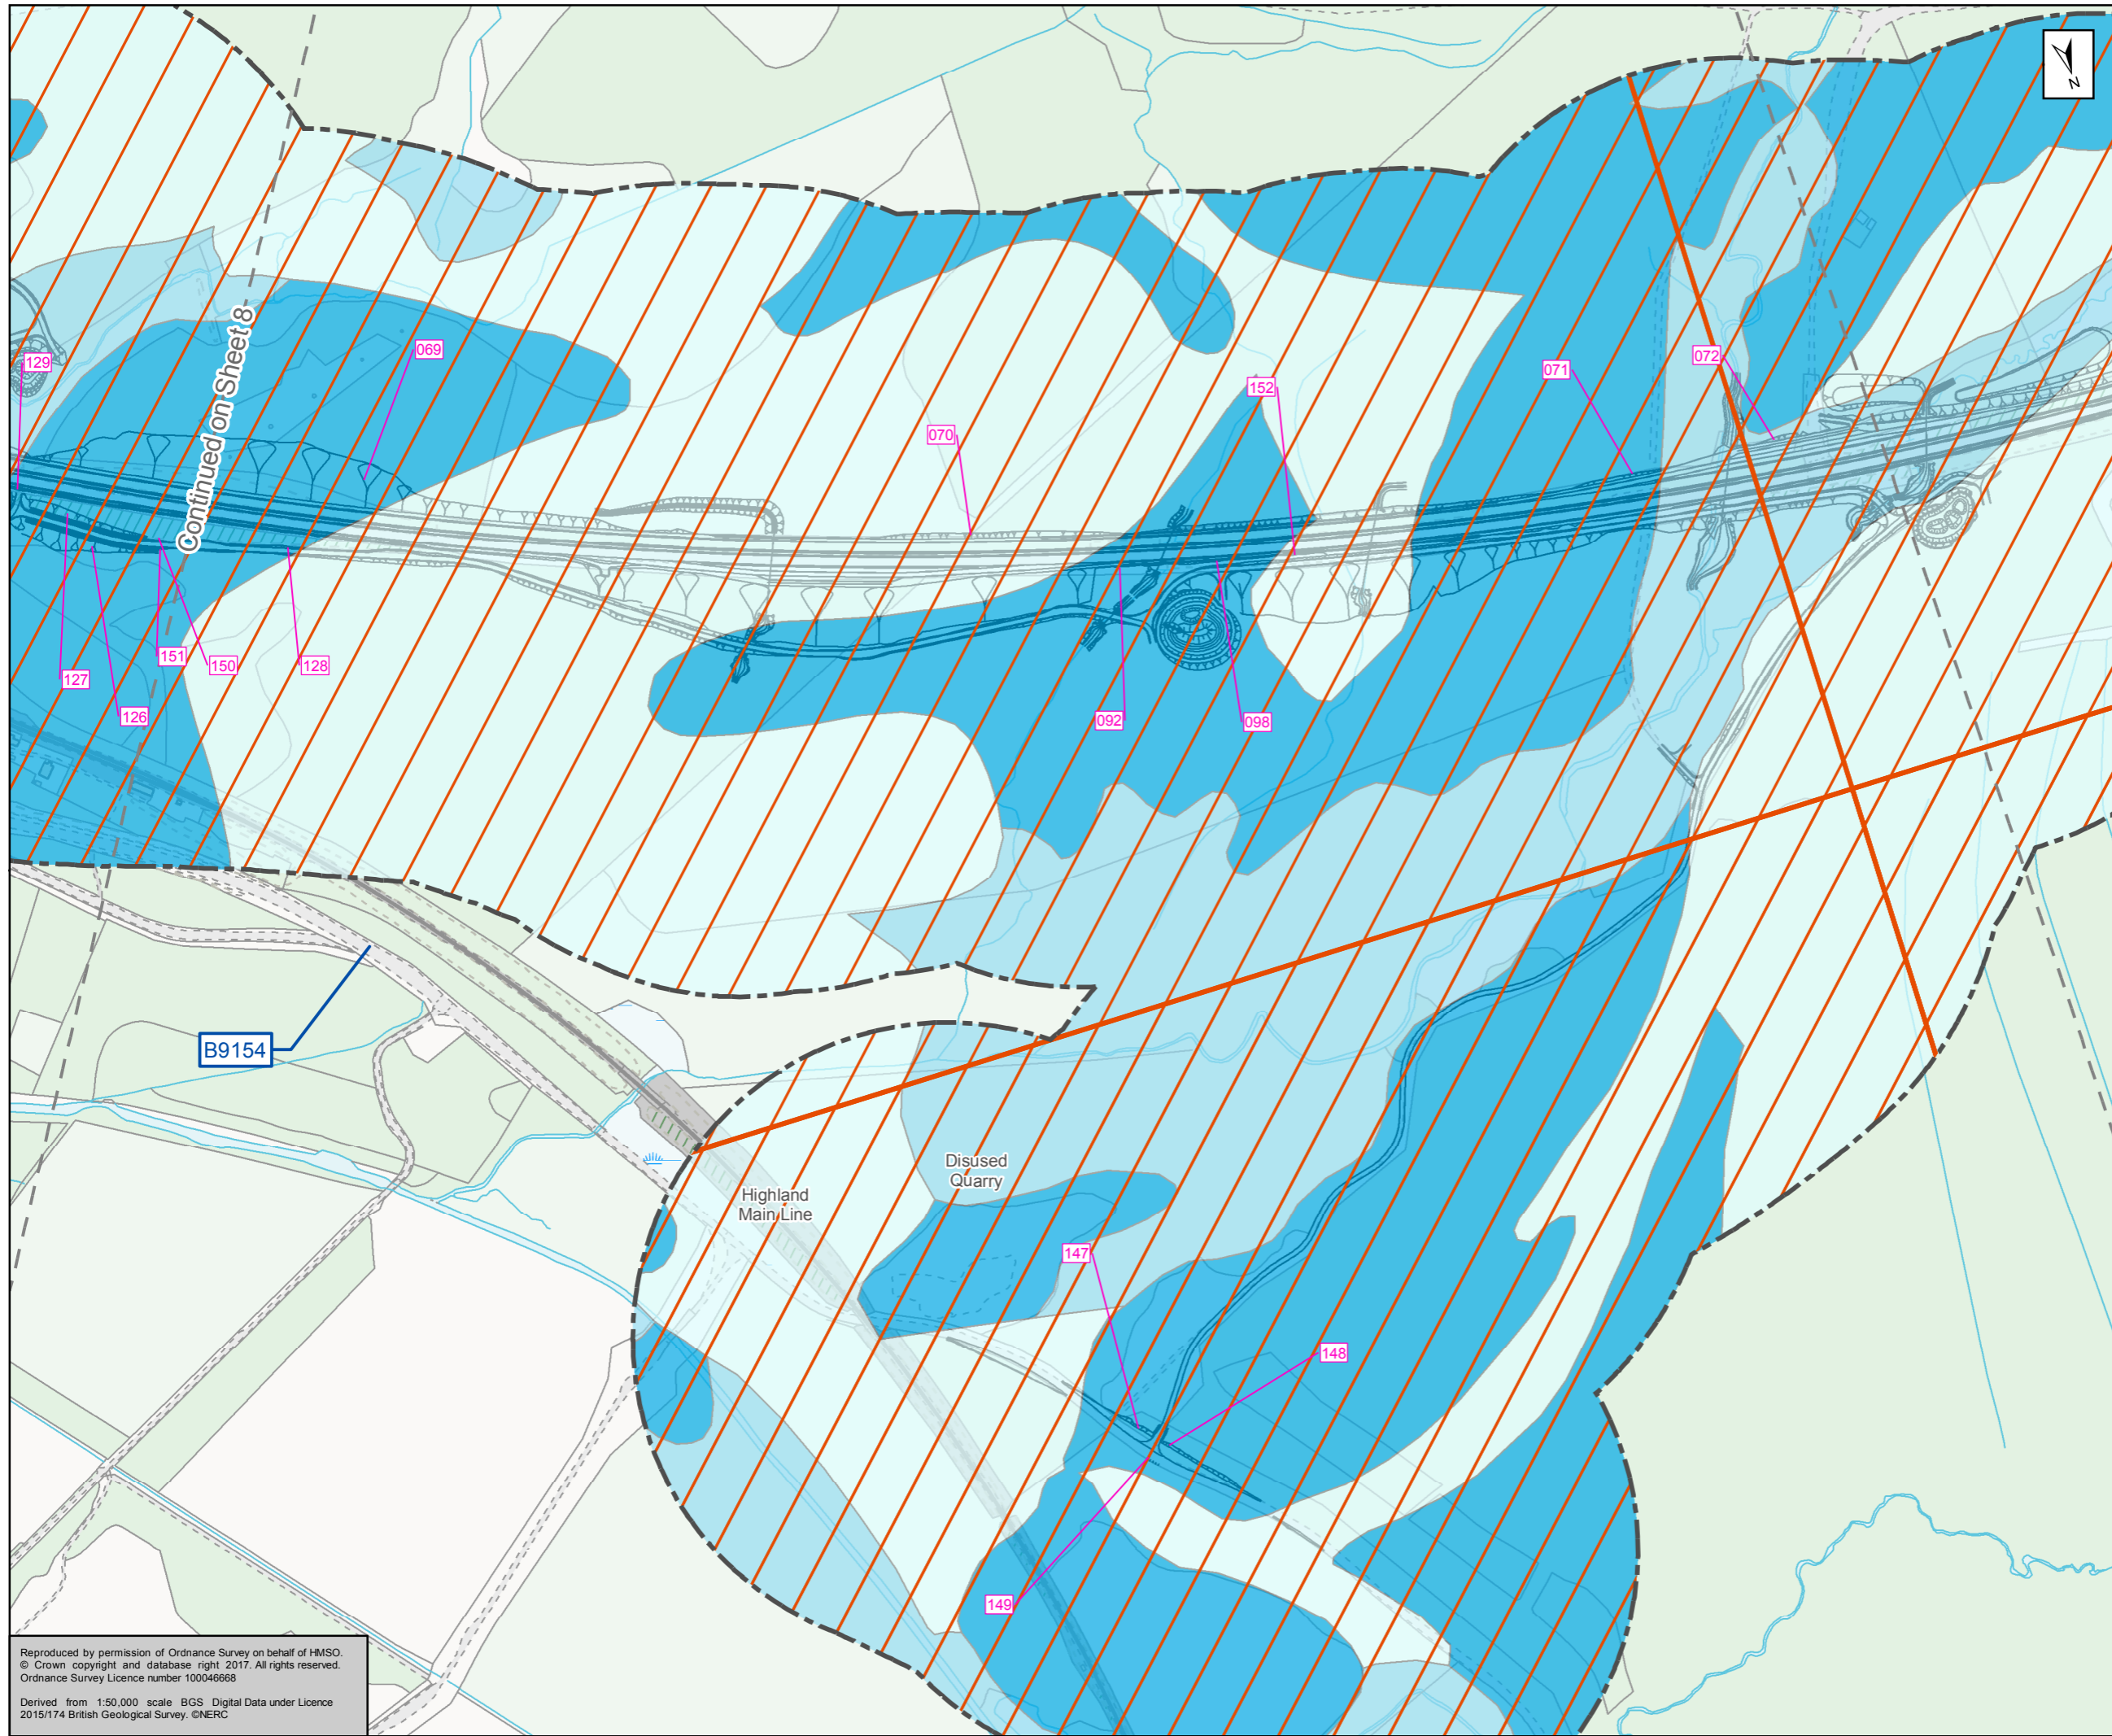 N
Continued on Sheet 8
129
069
070
152
071
072
127
126
151
150
128
092
098
B9154
Disused
Quarry
Highland
Main Line
147
148
149
Reproduced by permission of Ordnance Survey on behalf of HMSO.
© Crown copyright and database right 2017. All rights reserved.
Ordnance Survey Licence number 100046668
Derived from 1:50,000 scale BGS Digital Data under Licence
2015/174 British Geological Survey. ©NERC